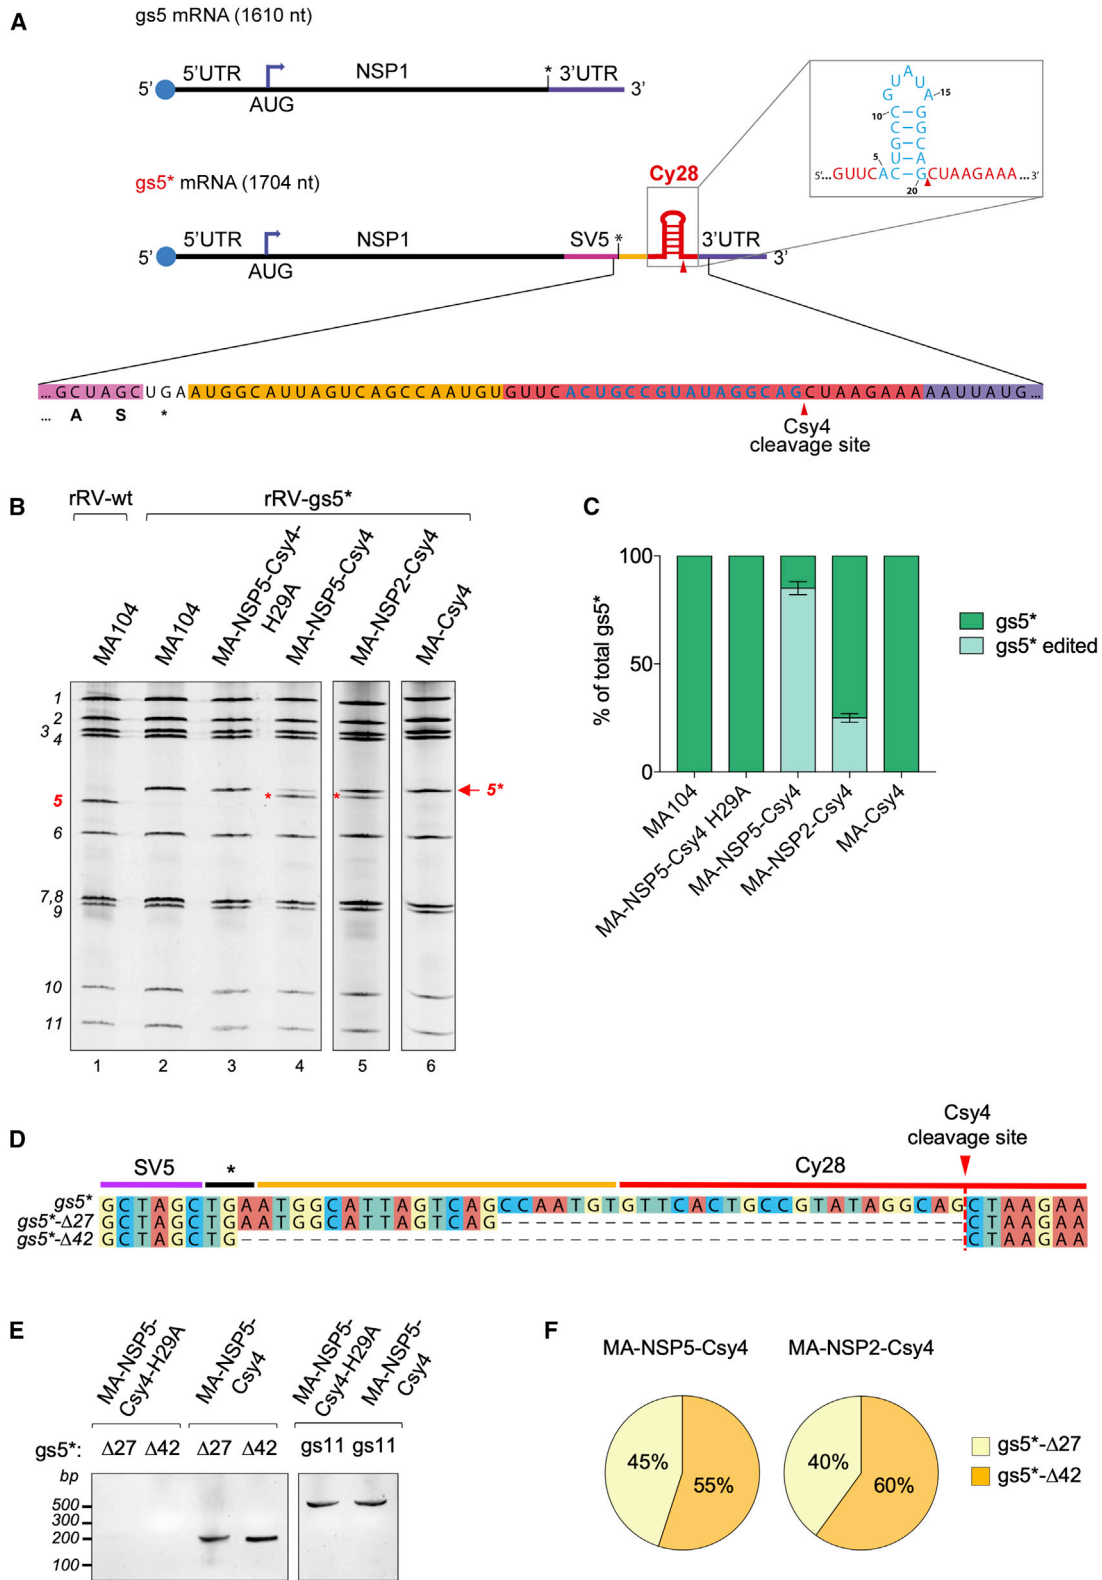 A
gs5 mRNA (1610 nt)
5'UTR
NSP1
*
3'UTR
5'
3'
AUG
gs5* mRNA (1704 nt)
Cy28
5'UTR
NSP1
SV5
*
3'UTR
5'
3'
AUG
U A U
G A
15
10
C G
C G
G C
5
U A
5'...GUUCAC GCUAAGAAA...3'
20
...GCUAGCUGAAUGGCAUUAGUCAGCCAAUGUGUUCACUGCCGUAUAGGCAGCUAAGAAAAAUUAUG...
... A S *
Csy4
cleavage site
B
rRV-wt
rRV-gs5*
MA104
MA104
MA-NSP5-Csy4-
H29A
MA-NSP5-Csy4
MA-NSP2-Csy4
MA-Csy4
1
2
3
4
5
6
7,8
9
10
11
*
*
5*
1 2 3 4 5 6
C
% of total gs5*
100
50
0
MA104
MA-NSP5-Csy4 H29A
MA-NSP5-Csy4
MA-NSP2-Csy4
MA-Csy4
gs5*
gs5* edited
D
Csy4
cleavage site
SV5
*
Cy28
gs5* GCTAGCTGAATGGCATTAGTCAGCCAATGTGTTCACTGCCGTATAGGCAGCTAAGAA
gs5*-Δ27 GCTAGCTGAATGGCATTAGTCAG---------------------------CTAAGAA
gs5*-Δ42 GCTAGCTG------------------------------------------CTAAGAA
E
MA-NSP5-
Csy4-H29A
MA-NSP5-
Csy4
MA-NSP5-
Csy4-H29A
MA-NSP5-
Csy4
gs5*: Δ27 Δ42 Δ27 Δ42 gs11 gs11
bp
500
300
200
100
F
MA-NSP5-Csy4
MA-NSP2-Csy4
45%
55%
40%
60%
gs5*-Δ27
gs5*-Δ42